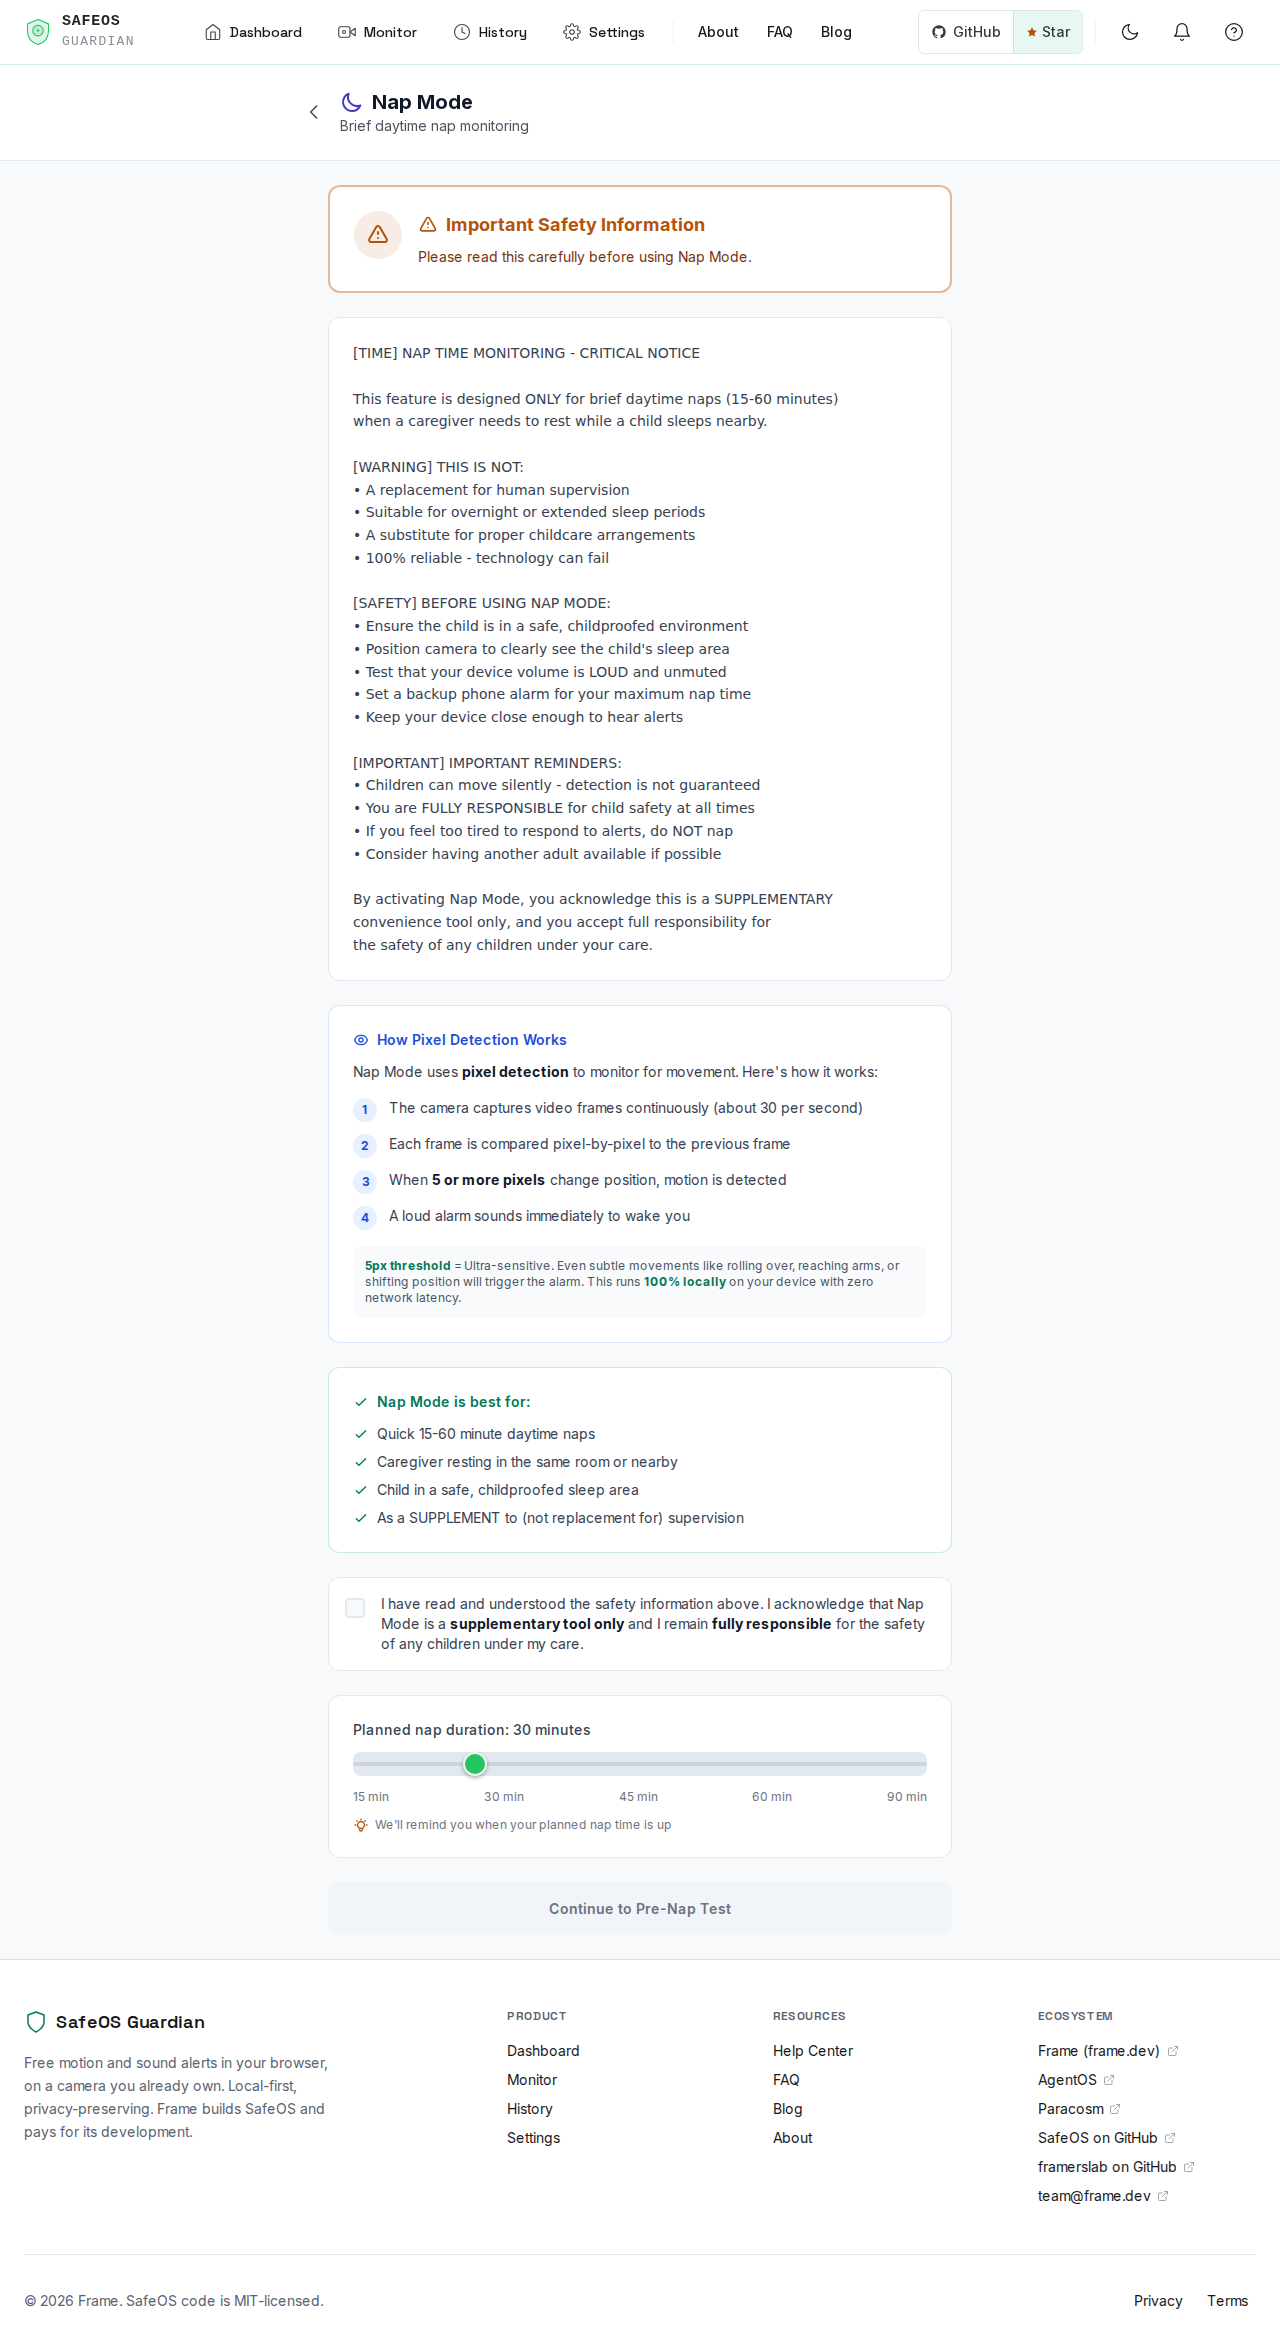 SAFEOS
GUARDIAN
Dashboard
Monitor
History
Settings
About
FAQ
Blog
GitHub
Star
Nap Mode
Brief daytime nap monitoring
Important Safety Information
Please read this carefully before using Nap Mode.
[TIME] NAP TIME MONITORING - CRITICAL NOTICE
This feature is designed ONLY for brief daytime naps (15-60 minutes)
when a caregiver needs to rest while a child sleeps nearby.
[WARNING] THIS IS NOT:
• A replacement for human supervision
• Suitable for overnight or extended sleep periods
• A substitute for proper childcare arrangements
• 100% reliable - technology can fail
[SAFETY] BEFORE USING NAP MODE:
• Ensure the child is in a safe, childproofed environment
• Position camera to clearly see the child's sleep area
• Test that your device volume is LOUD and unmuted
• Set a backup phone alarm for your maximum nap time
• Keep your device close enough to hear alerts
[IMPORTANT] IMPORTANT REMINDERS:
• Children can move silently - detection is not guaranteed
• You are FULLY RESPONSIBLE for child safety at all times
• If you feel too tired to respond to alerts, do NOT nap
• Consider having another adult available if possible
By activating Nap Mode, you acknowledge this is a SUPPLEMENTARY
convenience tool only, and you accept full responsibility for
the safety of any children under your care.
How Pixel Detection Works
Nap Mode uses pixel detection to monitor for movement. Here's how it works:
1 The camera captures video frames continuously (about 30 per second)
2 Each frame is compared pixel-by-pixel to the previous frame
3 When 5 or more pixels change position, motion is detected
4 A loud alarm sounds immediately to wake you
5px threshold = Ultra-sensitive. Even subtle movements like rolling over, reaching arms, or
shifting position will trigger the alarm. This runs 100% locally on your device with zero
network latency.
Nap Mode is best for:
Quick 15-60 minute daytime naps
Caregiver resting in the same room or nearby
Child in a safe, childproofed sleep area
As a SUPPLEMENT to (not replacement for) supervision
I have read and understood the safety information above. I acknowledge that Nap
Mode is a supplementary tool only and I remain fully responsible for the safety
of any children under my care.
Planned nap duration: 30 minutes
15 min 30 min 45 min 60 min 90 min
We'll remind you when your planned nap time is up
Continue to Pre-Nap Test
SafeOS Guardian
Free motion and sound alerts in your browser,
on a camera you already own. Local-first,
privacy-preserving. Frame builds SafeOS and
pays for its development.
PRODUCT
Dashboard
Monitor
History
Settings
RESOURCES
Help Center
FAQ
Blog
About
ECOSYSTEM
Frame (frame.dev)
AgentOS
Paracosm
SafeOS on GitHub
framerslab on GitHub
team@frame.dev
© 2026 Frame. SafeOS code is MIT-licensed.
Privacy
Terms